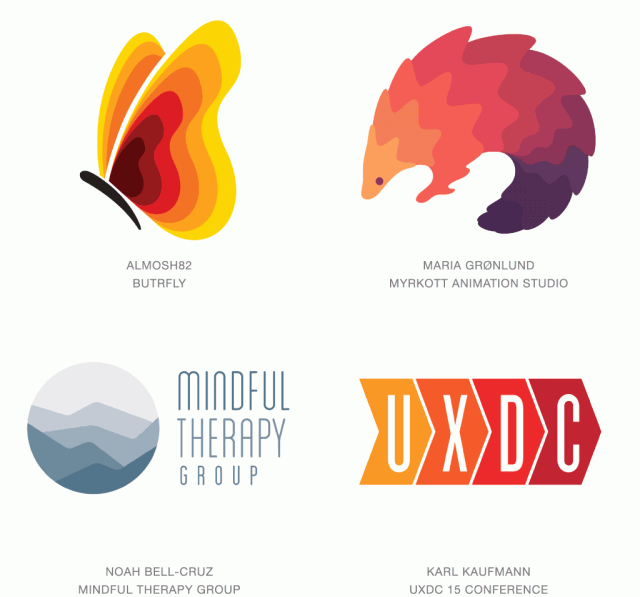 ALMOSH82
BUTRFLY
MARIA GRØNLUND
MYRKOTT ANIMATION STUDIO
MINDFUL
THERAPY
GROUP
UXDC
NOAH BELL-CRUZ
MINDFUL THERAPY GROUP
KARL KAUFMANN
UXDC 15 CONFERENCE